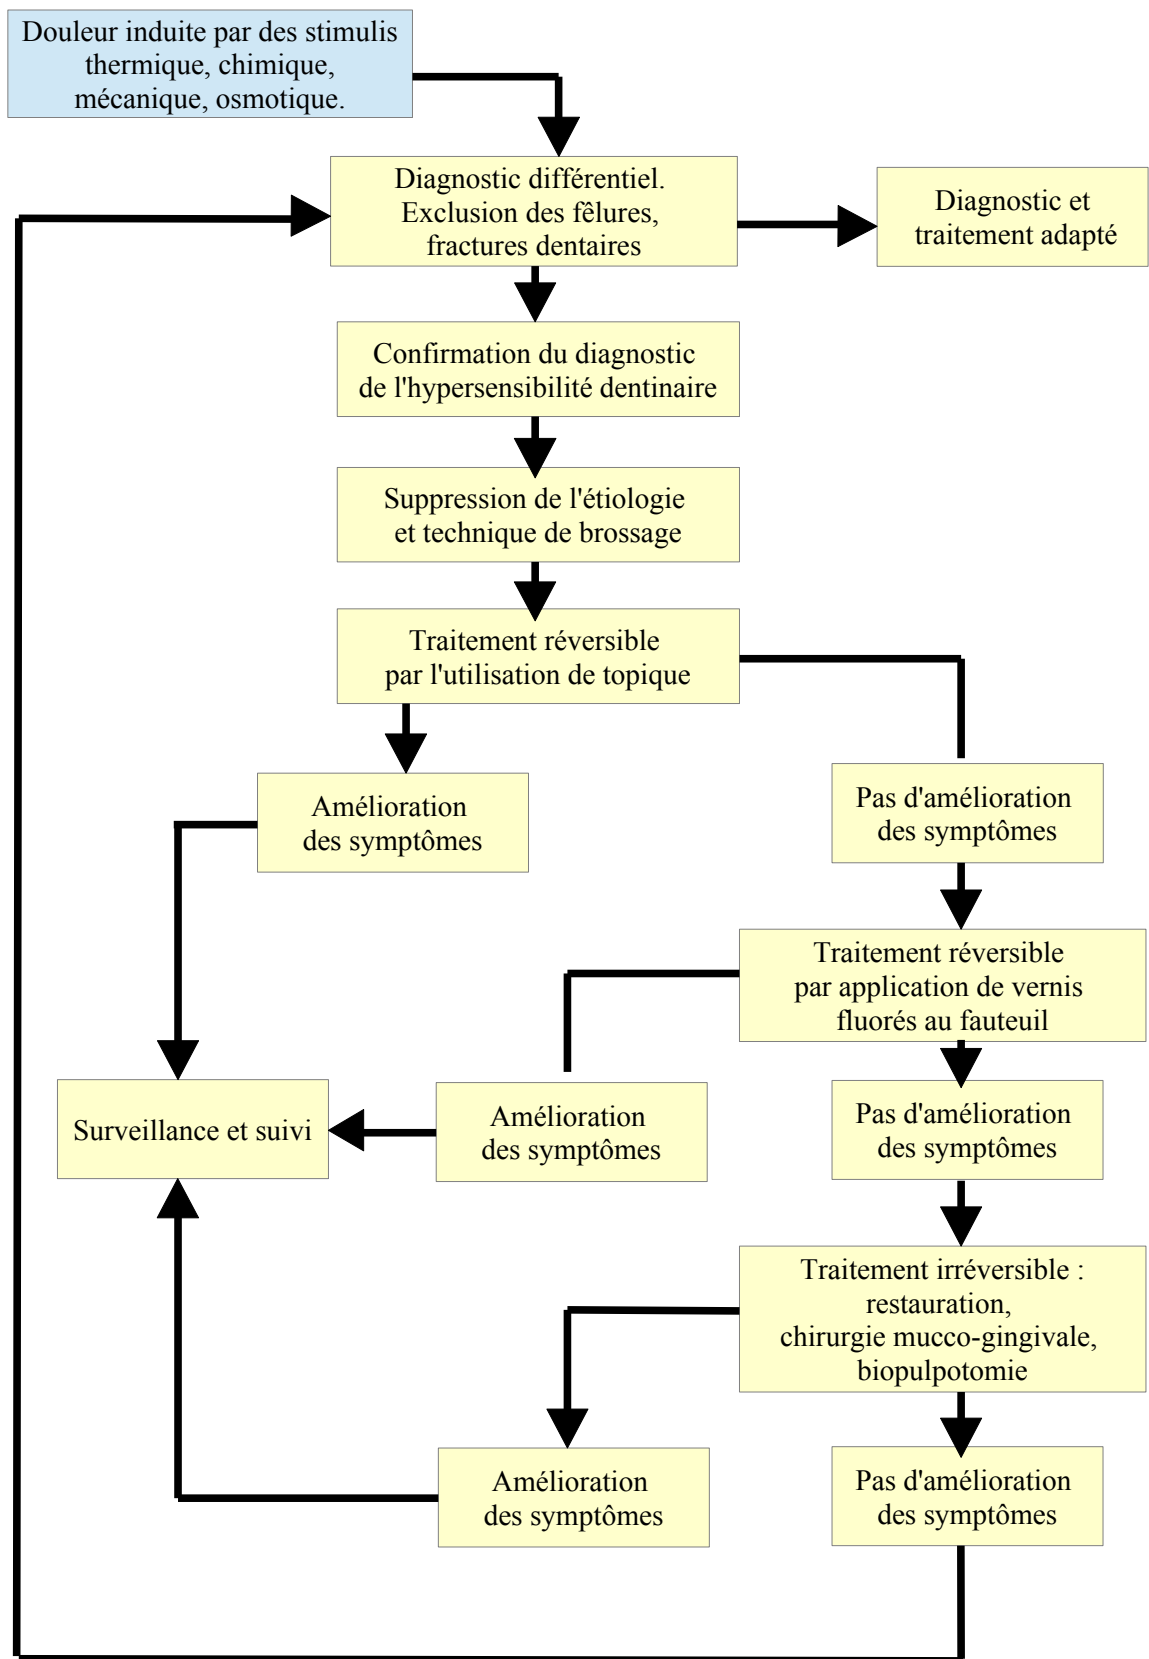 Douleur induite par des stimulis
thermique, chimique,
mécanique, osmotique.
Diagnostic différentiel.
Exclusion des fêlures,
fractures dentaires
Diagnostic et
traitement adapté
Confirmation du diagnostic
de l'hypersensibilité dentinaire
Suppression de l'étiologie
et technique de brossage
Traitement réversible
par l'utilisation de topique
Amélioration
des symptômes
Pas d'amélioration
des symptômes
Traitement réversible
par application de vernis
fluorés au fauteuil
Surveillance et suivi
Amélioration
des symptômes
Pas d'amélioration
des symptômes
Traitement irréversible :
restauration,
chirurgie mucco-gingivale,
biopulpotomie
Amélioration
des symptômes
Pas d'amélioration
des symptômes